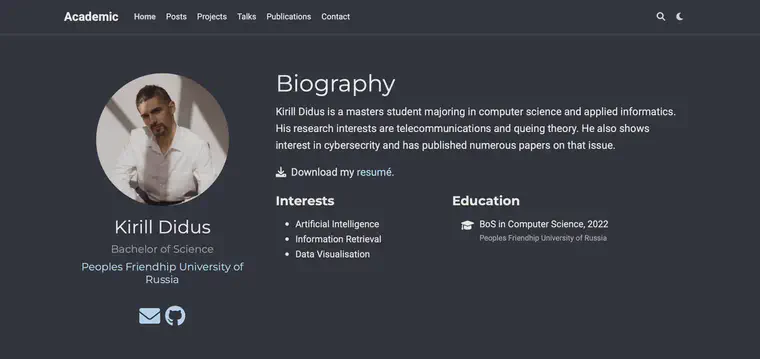 Academic Home Posts Projects Talks Publications Contact
Biography
Kirill Didus is a masters student majoring in computer science and applied informatics.
His research interests are telecommunications and queing theory. He also shows
interest in cybersecrity and has published numerous papers on that issue.
Download my resumé.
Interests
Artificial Intelligence
Information Retrieval
Data Visualisation
Education
BoS in Computer Science, 2022
Peoples Friendhip University of Russia
Kirill Didus
Bachelor of Science
Peoples Friendhip University of
Russia